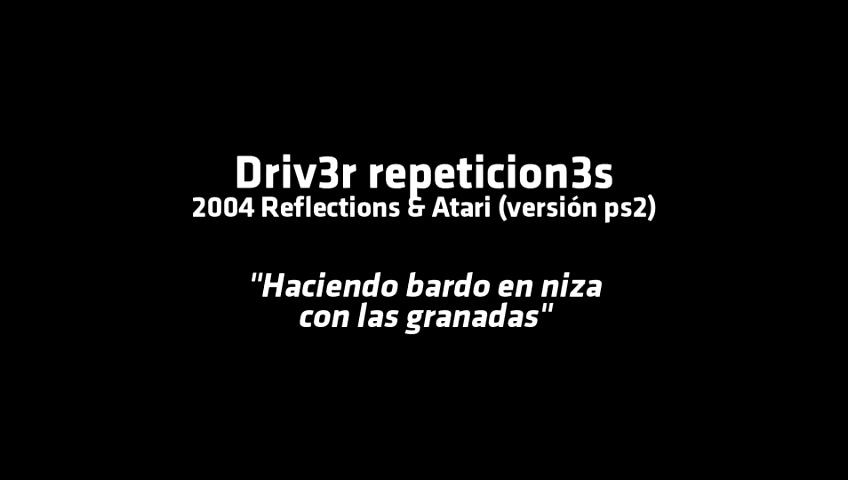 Driv3r repeticion3s
2004 Reflections & Atari (versión ps2)
"Haciendo bardo en niza
con las granadas"